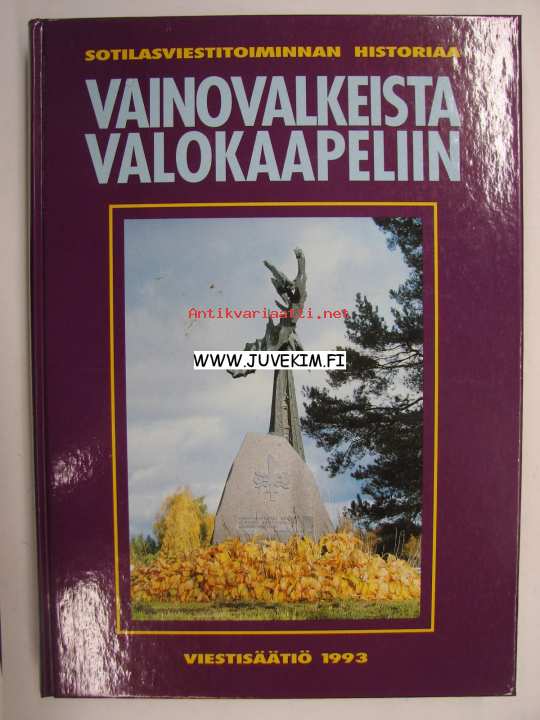 SOTILASVIESTITOIMINNAN HISTORIAA
VAINOVALKEISTA
VALOKAAPELIIN
Antikvariaatti.net
WWW.JUVEKIM.FI
VIESTISÄÄTIÖ 1993